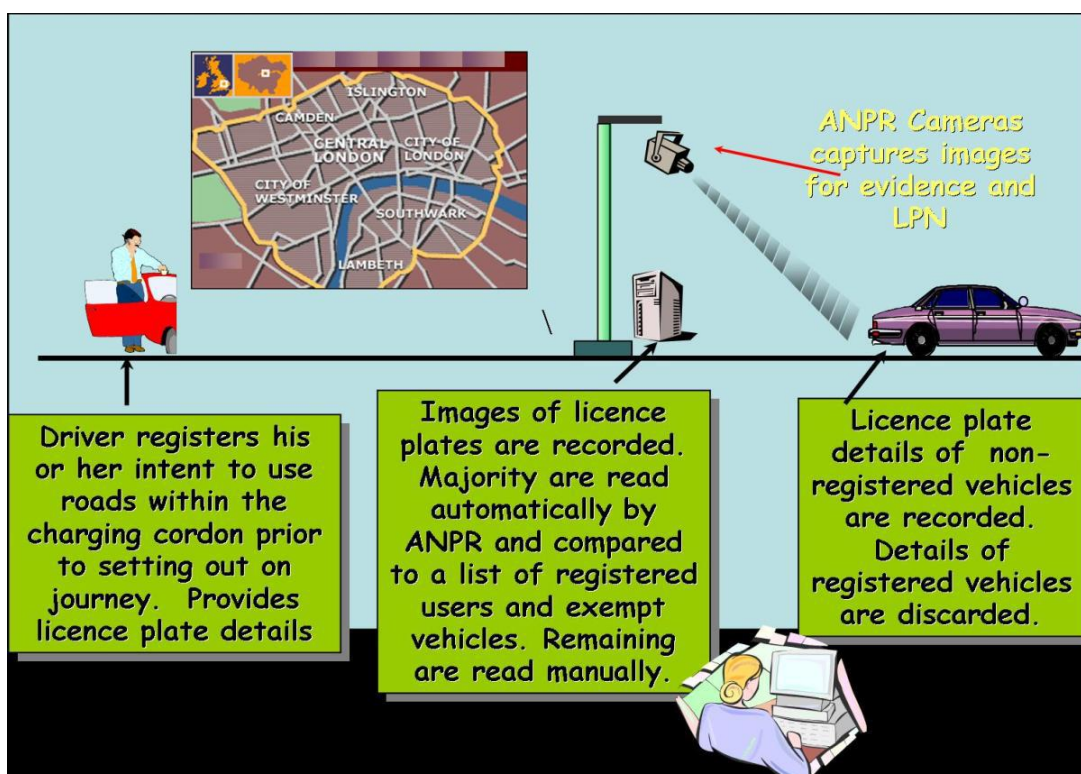 ISLINGTON
CAMDEN
CENTRAL
LONDON
CITY OF
LONDON
CITY OF
WESTMINSTER
SOUTHWARK
LAMBETH
ANPR Cameras
captures images
for evidence and
LPN
Driver registers his
or her intent to use
roads within the
charging cordon prior
to setting out on
journey. Provides
licence plate details
Images of licence
plates are recorded.
Majority are read
automatically by
ANPR and compared
to a list of registered
users and exempt
vehicles. Remaining
are read manually.
Licence plate
details of non-
registered vehicles
are recorded.
Details of
registered vehicles
are discarded.